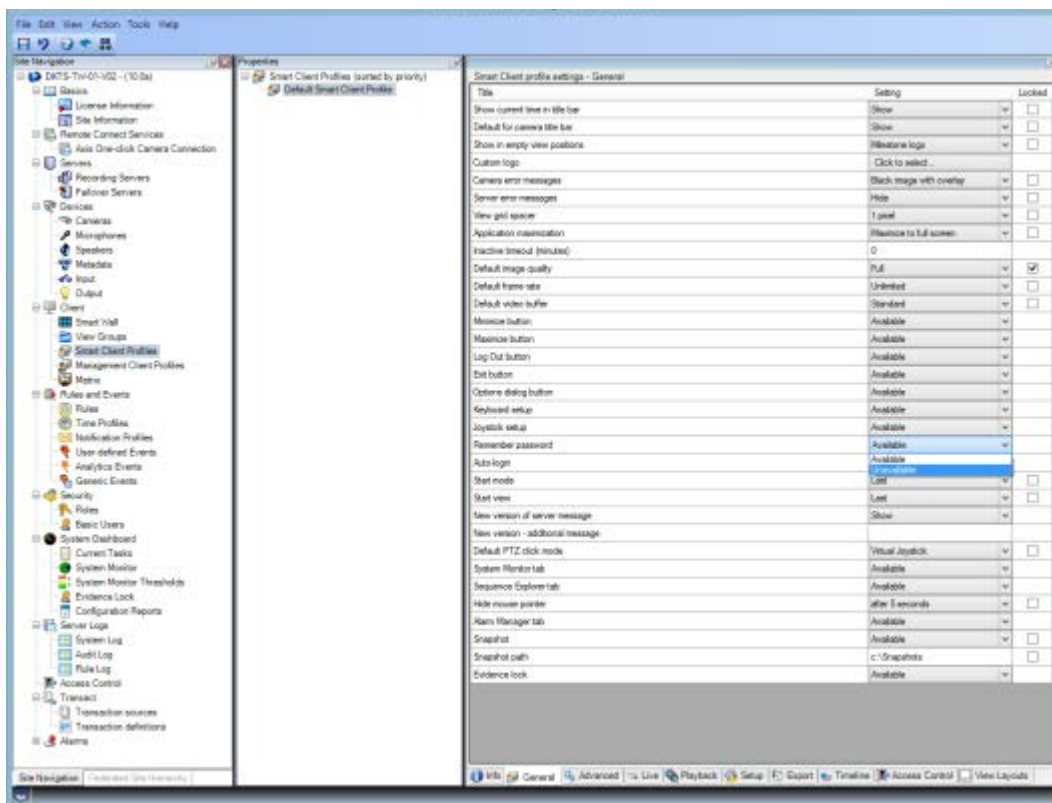 File Edit View Action Tools Help
Site Navigation
DKTS-TW-01-V02 - (10.0a)
Basics
License Information
Site Information
Remote Connect Services
Axis One-click Camera Connection
Servers
Recording Servers
Failover Servers
Devices
Cameras
Microphones
Speakers
Metadata
Input
Output
Client
Smart Wall
View Groups
Smart Client Profiles
Management Client Profiles
Matrix
Rules and Events
Rules
Time Profiles
Notification Profiles
User-defined Events
Analytics Events
Generic Events
Security
Roles
Basic Users
System Dashboard
Current Tasks
System Monitor
System Monitor Thresholds
Evidence Lock
Configuration Reports
Server Logs
System Log
Audit Log
Rule Log
Access Control
Transact
Transaction sources
Transaction definitions
Alarms
Site Navigation Federated Site Hierarchy
Properties
Smart Client Profiles (sorted by priority)
Default Smart Client Profile
Smart Client profile settings - General
Title Setting Locked
Show current time in title bar Show
Default for camera title bar Show
Show in empty view positions Milestone logo
Custom logo Click to select...
Camera error messages Black image with overlay
Server error messages Hide
View grid spacer 1 pixel
Application maximization Maximize to full screen
Inactive timeout (minutes) 0
Default image quality Full
Default frame rate Unlimited
Default video buffer Standard
Minimize button Available
Maximize button Available
Log Out button Available
Exit button Available
Options dialog button Available
Keyboard setup Available
Joystick setup Available
Remember password Available
Auto-login Available
Unavailable
Start mode Last
Start view Last
New version of server message Show
New version - additional message
Default PTZ click mode Virtual Joystick
System Monitor tab Available
Sequence Explorer tab Available
Hide mouse pointer after 5 seconds
Alarm Manager tab Available
Snapshot Available
Snapshot path c:\Snapshots
Evidence lock Available
Info General Advanced Live Playback Setup Export Timeline Access Control View Layouts